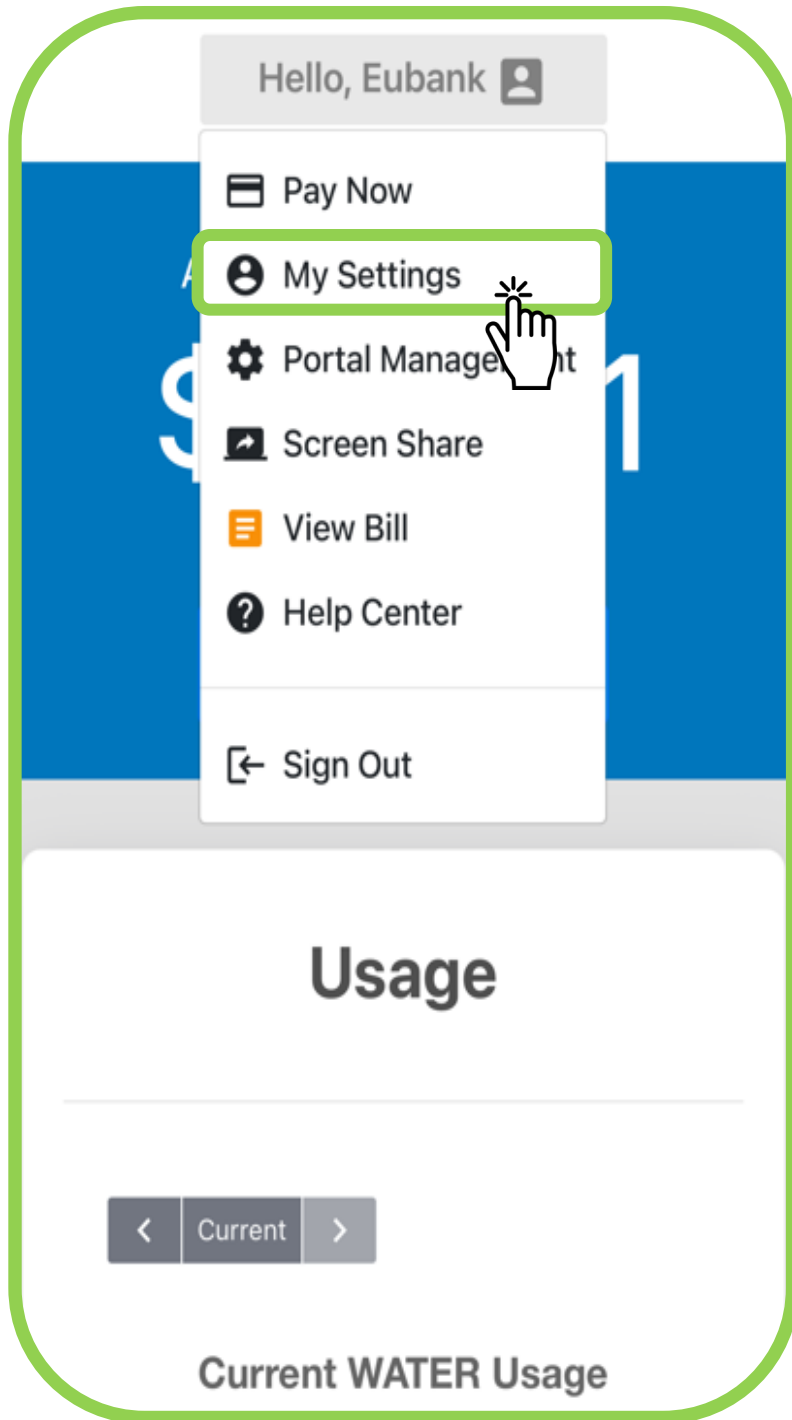 Hello, Eubank
Pay Now
My Settings
Portal
Screen Share
View Bill
Help Center
Sign Out
Usage
Current
Current WATER Usage